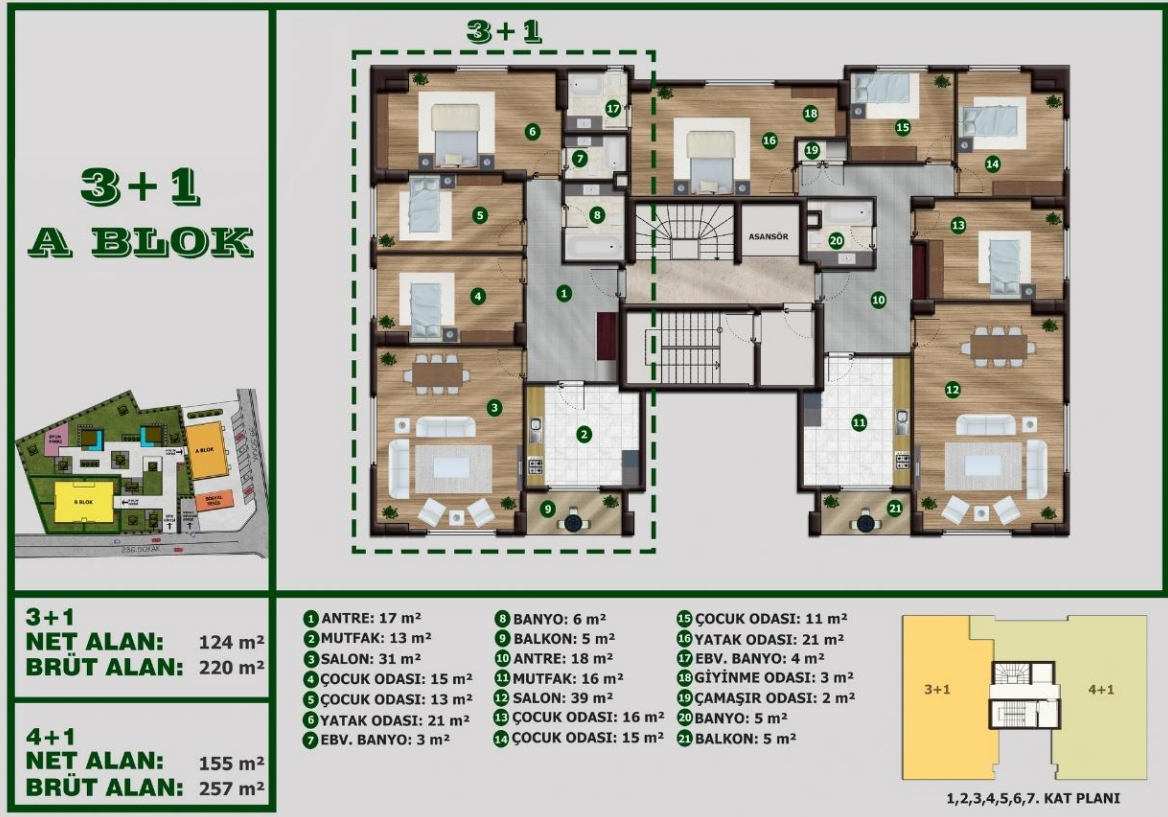 3+1
A BLOK
3+1
ASANSÖR
A BLOK
B BLOK
236.SOKAK
3+1
NET ALAN: 124 m²
BRÜT ALAN: 220 m²
4+1
NET ALAN: 155 m²
BRÜT ALAN: 257 m²
1 ANTRE: 17 m²
2 MUTFAK: 13 m²
3 SALON: 31 m²
4 ÇOCUK ODASI: 15 m²
5 ÇOCUK ODASI: 13 m²
6 YATAK ODASI: 21 m²
7 EBV. BANYO: 3 m²
8 BANYO: 6 m²
9 BALKON: 5 m²
10 ANTRE: 18 m²
11 MUTFAK: 16 m²
12 SALON: 39 m²
13 ÇOCUK ODASI: 16 m²
14 ÇOCUK ODASI: 15 m²
15 ÇOCUK ODASI: 11 m²
16 YATAK ODASI: 21 m²
17 EBV. BANYO: 4 m²
18 GİYİNME ODASI: 3 m²
19 ÇAMAŞIR ODASI: 2 m²
20 BANYO: 5 m²
21 BALKON: 5 m²
3+1
4+1
1,2,3,4,5,6,7. KAT PLANI